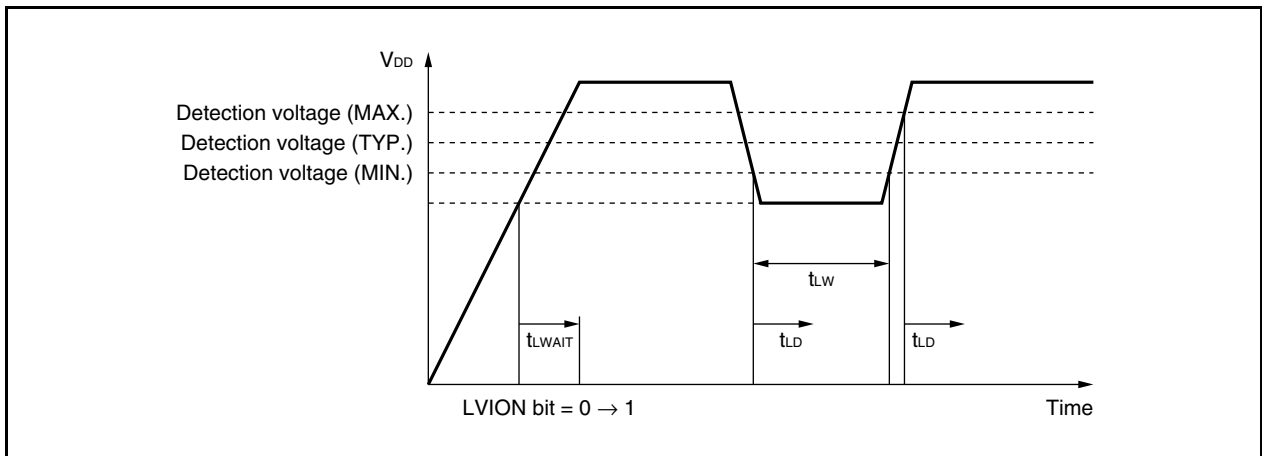 VDD
Detection voltage (MAX.)
Detection voltage (TYP.)
Detection voltage (MIN.)
tLW
tLWAIT
tLD
tLD
LVION bit = 0 → 1
Time